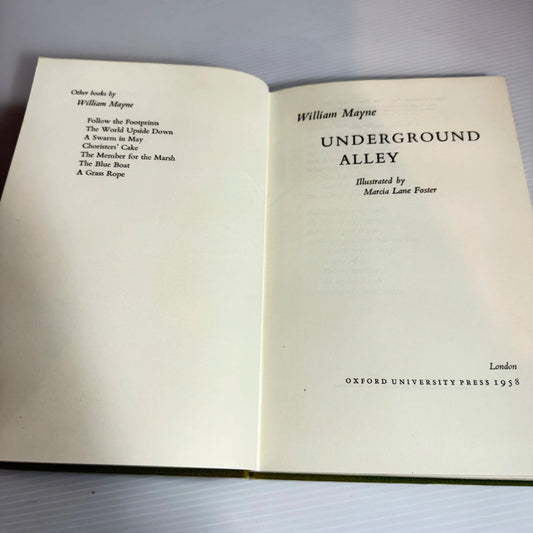 Other books by
William Mayne
Follow the Footprints
The World Upside Down
A Swarm in May
Choristers' Cake
The Member for the Marsh
The Blue Boat
A Grass Rope
William Mayne
UNDERGROUND
ALLEY
Illustrated by
Marcia Lane Foster
London
OXFORD UNIVERSITY PRESS 1958